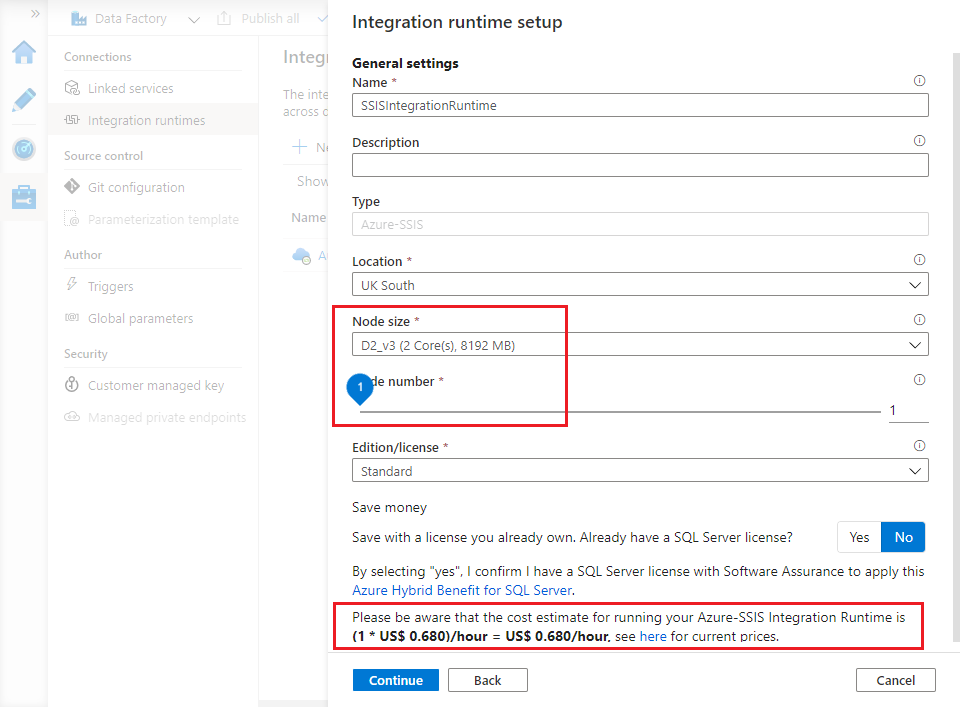 Data Factory
Publish all
Connections
Linked services
Integration runtimes
Source control
Git configuration
Parameterization template
Author
Triggers
Global parameters
Security
Customer managed key
Managed private endpoints
Integ
The inte
across
Ne
Show
Name
Integration runtime setup
General settings
Name *
SSISIntegrationRuntime
Description
Type
Azure-SSIS
Location *
UK South
Node size *
D2_v3 (2 Core(s), 8192 MB)
de number *
1
1
Edition/license *
Standard
Save money
Save with a license you already own. Already have a SQL Server license?
Yes No
By selecting "yes", I confirm I have a SQL Server license with Software Assurance to apply this
Azure Hybrid Benefit for SQL Server.
Please be aware that the cost estimate for running your Azure-SSIS Integration Runtime is
(1 * US$ 0.680)/hour = US$ 0.680/hour, see here for current prices.
Continue Back Cancel